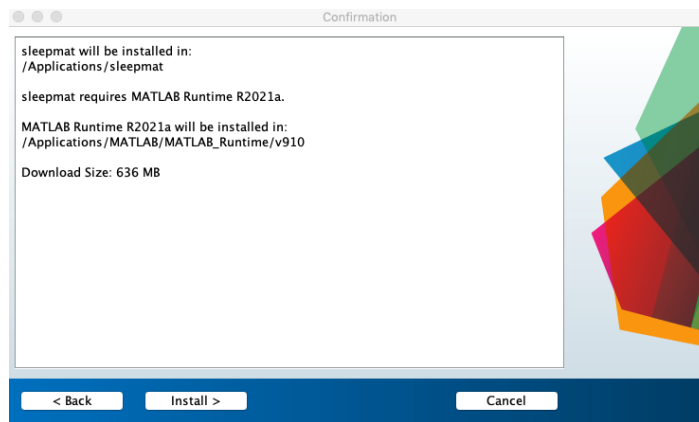 Confirmation
sleepmat will be installed in:
/Applications/sleepmat
sleepmat requires MATLAB Runtime R2021a.
MATLAB Runtime R2021a will be installed in:
/Applications/MATLAB/MATLAB_Runtime/v910
Download Size: 636 MB
< Back
Install >
Cancel